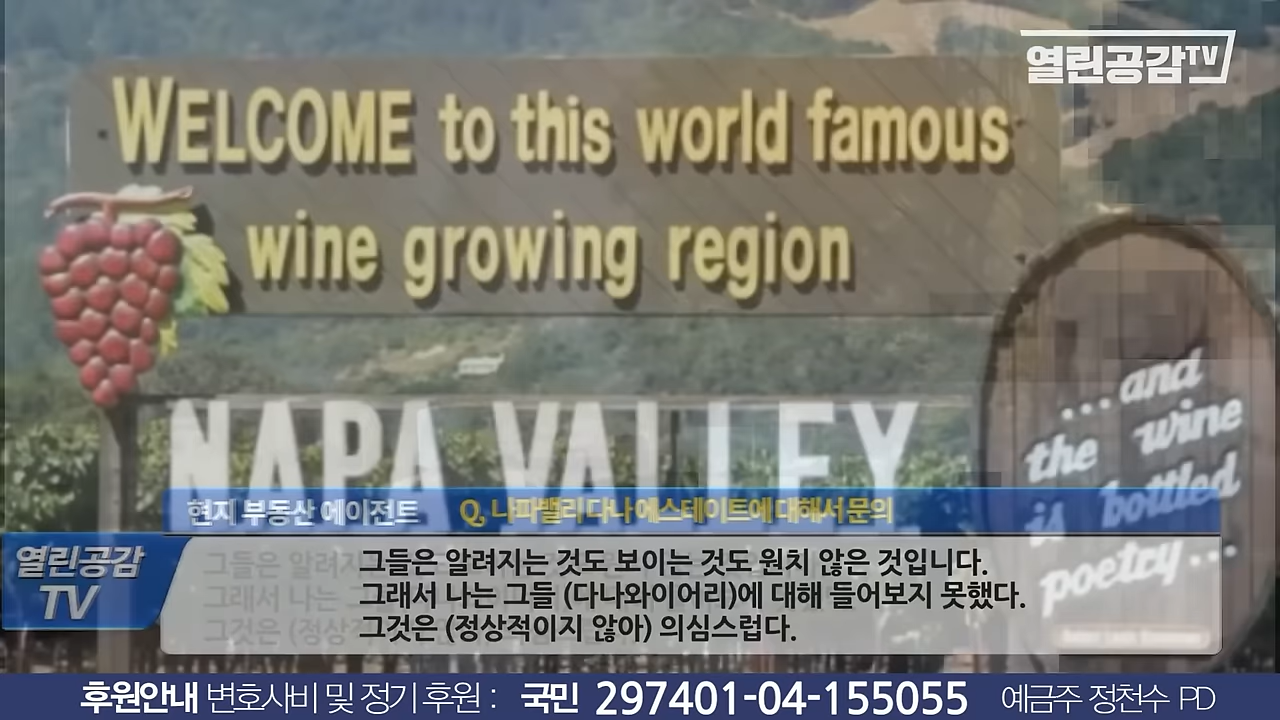 열린공감TV
WELCOME to this world famous
wine growing region
NAPA VALLEY
...and
the wine
is bottled
poetry...
현지 부동산 에이전트 Q. 나파밸리 다나 에스테이트에 대해서 문의
열린공감
TV
그들은 알려지는 것도 보이는 것도 원치 않은 것입니다.
그래서 나는 그들 (다나와이어리)에 대해 들어보지 못했다.
그것은 (정상적이지 않아) 의심스럽다.
후원안내 변호사비 및 정기 후원 : 국민 297401-04-155055 예금주 정천수 PD